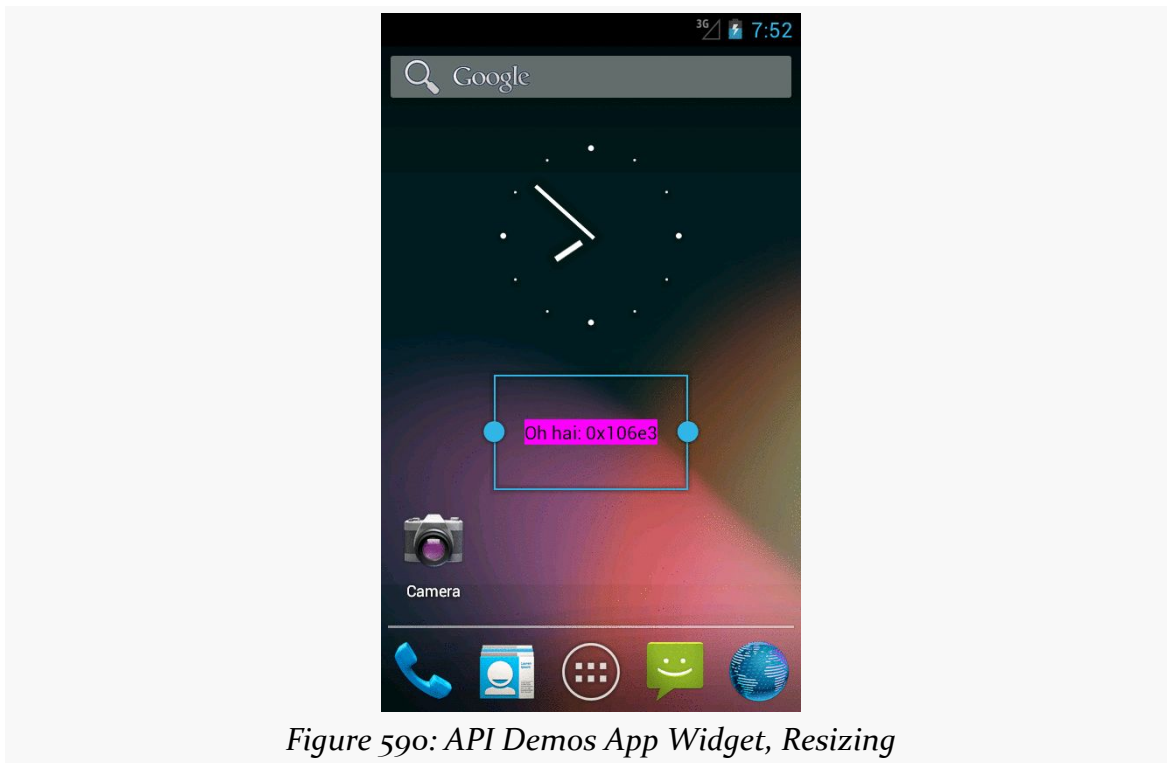 3G 7:52
Google
Oh hai: 0x106e3
Camera
Figure 590: API Demos App Widget, Resizing